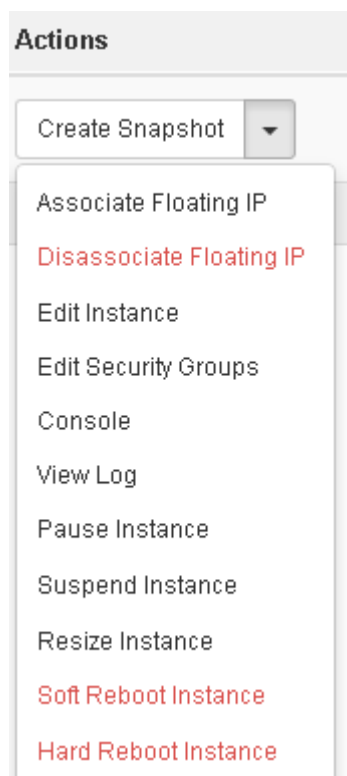 Actions
Create Snapshot
Associate Floating IP
Disassociate Floating IP
Edit Instance
Edit Security Groups
Console
View Log
Pause Instance
Suspend Instance
Resize Instance
Soft Reboot Instance
Hard Reboot Instance